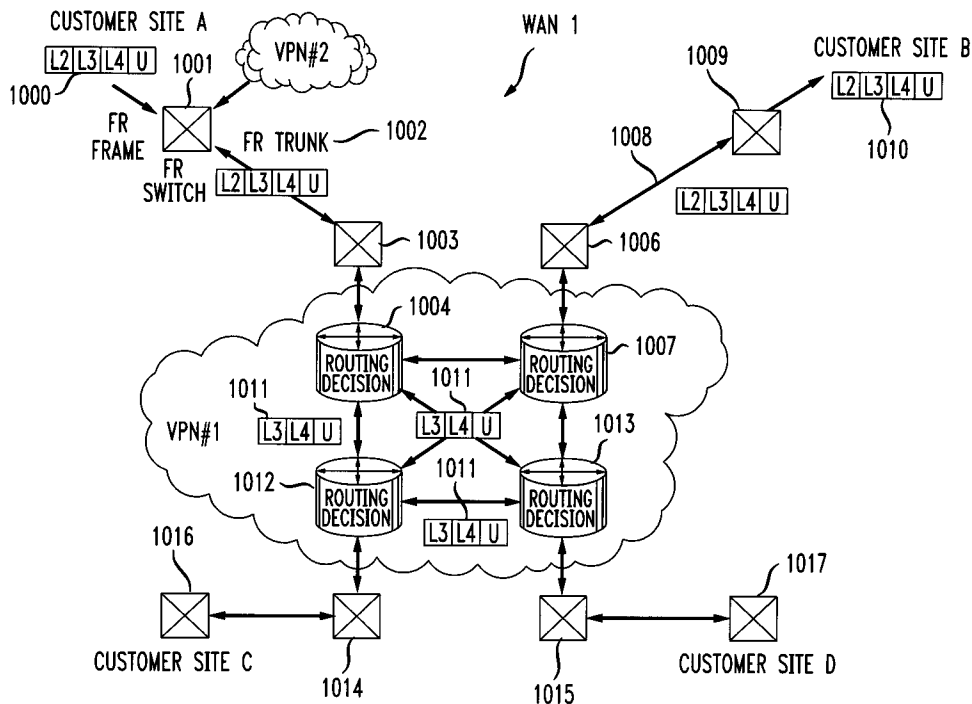 CUSTOMER SITE A
L2 L3 L4 U
1000
1001
VPN#2
WAN 1
1009
CUSTOMER SITE B
L2 L3 L4 U
1010
FR
FRAME
FR
SWITCH
FR TRUNK
1002
L2 L3 L4 U
1008
L2 L3 L4 U
1003
1006
1004
ROUTING
DECISION
ROUTING
DECISION
1007
1011
L3 L4 U
1011
L3 L4 U
VPN#1
1013
1012
ROUTING
DECISION
1011
L3 L4 U
ROUTING
DECISION
1016
1017
CUSTOMER SITE C
1014
1015
CUSTOMER SITE D